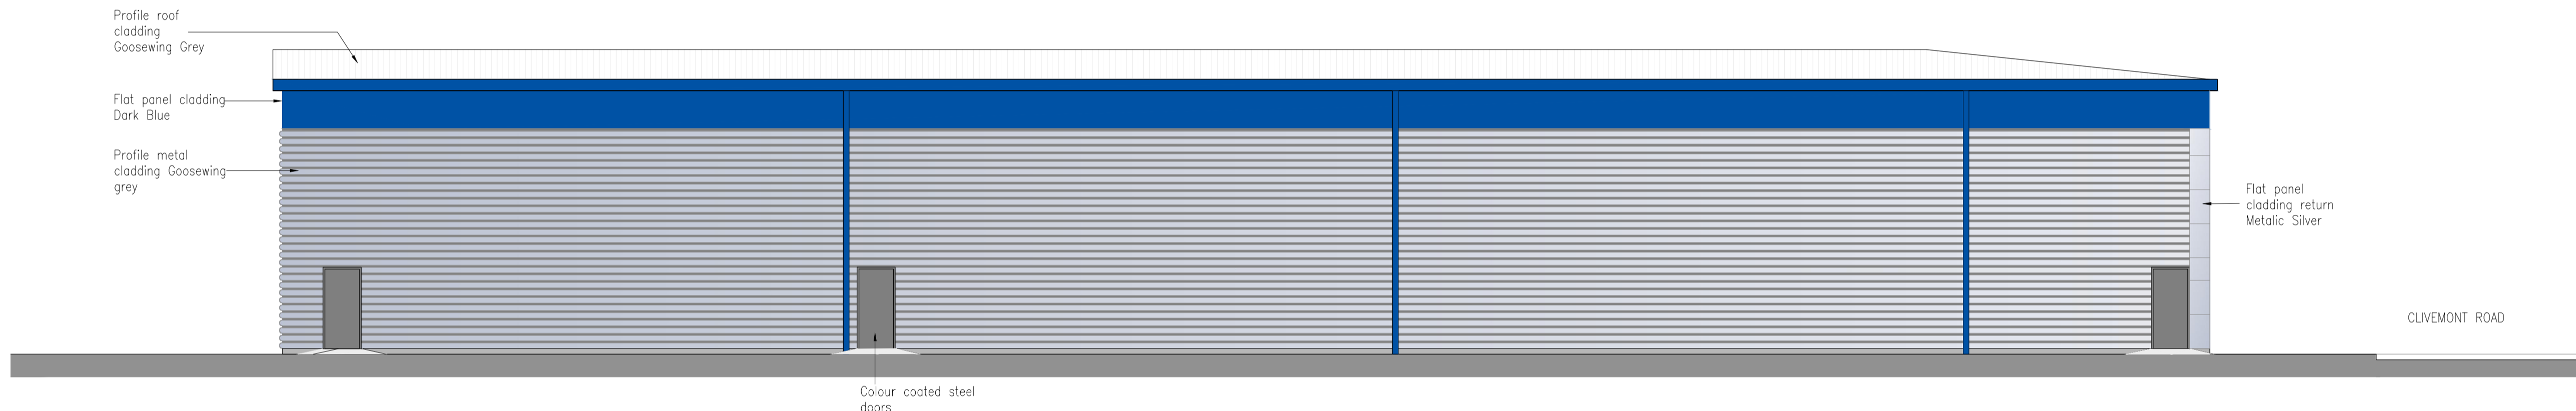 Profile roof
cladding
Goosewing Grey
Flat panel cladding
Dark Blue
Profile metal
cladding Goosewing
grey
Flat panel
cladding return
Metalic Silver
CLIVEMONT ROAD
Colour coated steel
doors